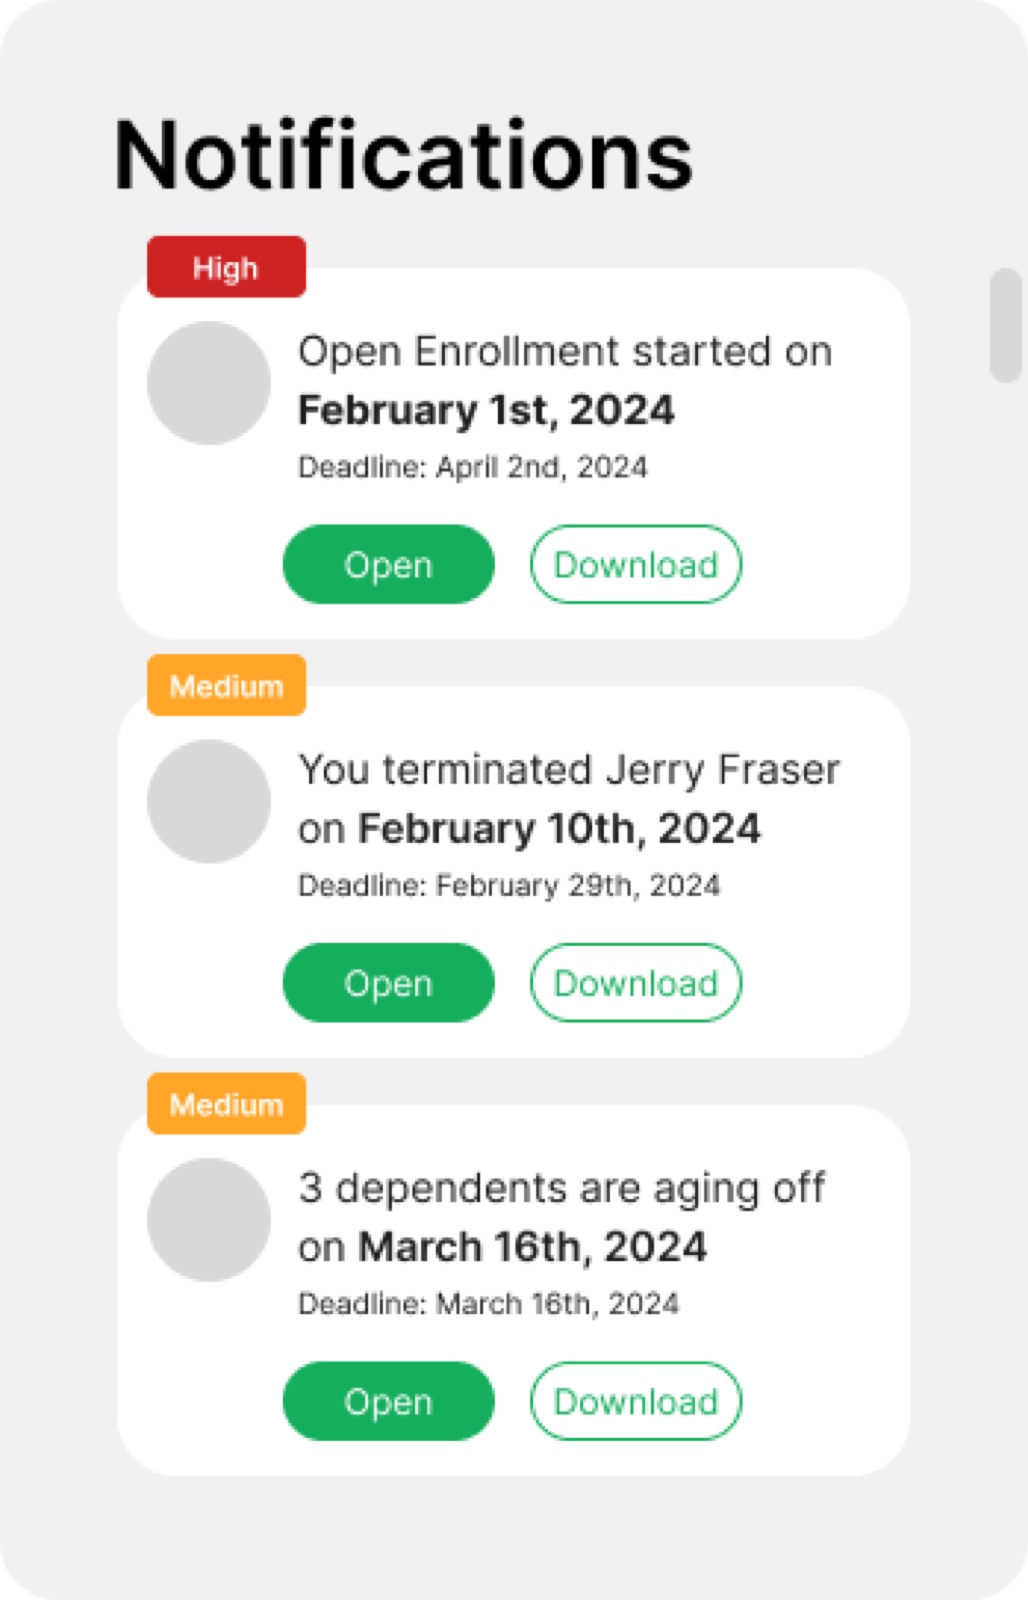 Notifications
High
Open Enrollment started on
February 1st, 2024
Deadline: April 2nd, 2024
Open Download
Medium
You terminated Jerry Fraser
on February 10th, 2024
Deadline: February 29th, 2024
Open Download
Medium
3 dependents are aging off
on March 16th, 2024
Deadline: March 16th, 2024
Open Download